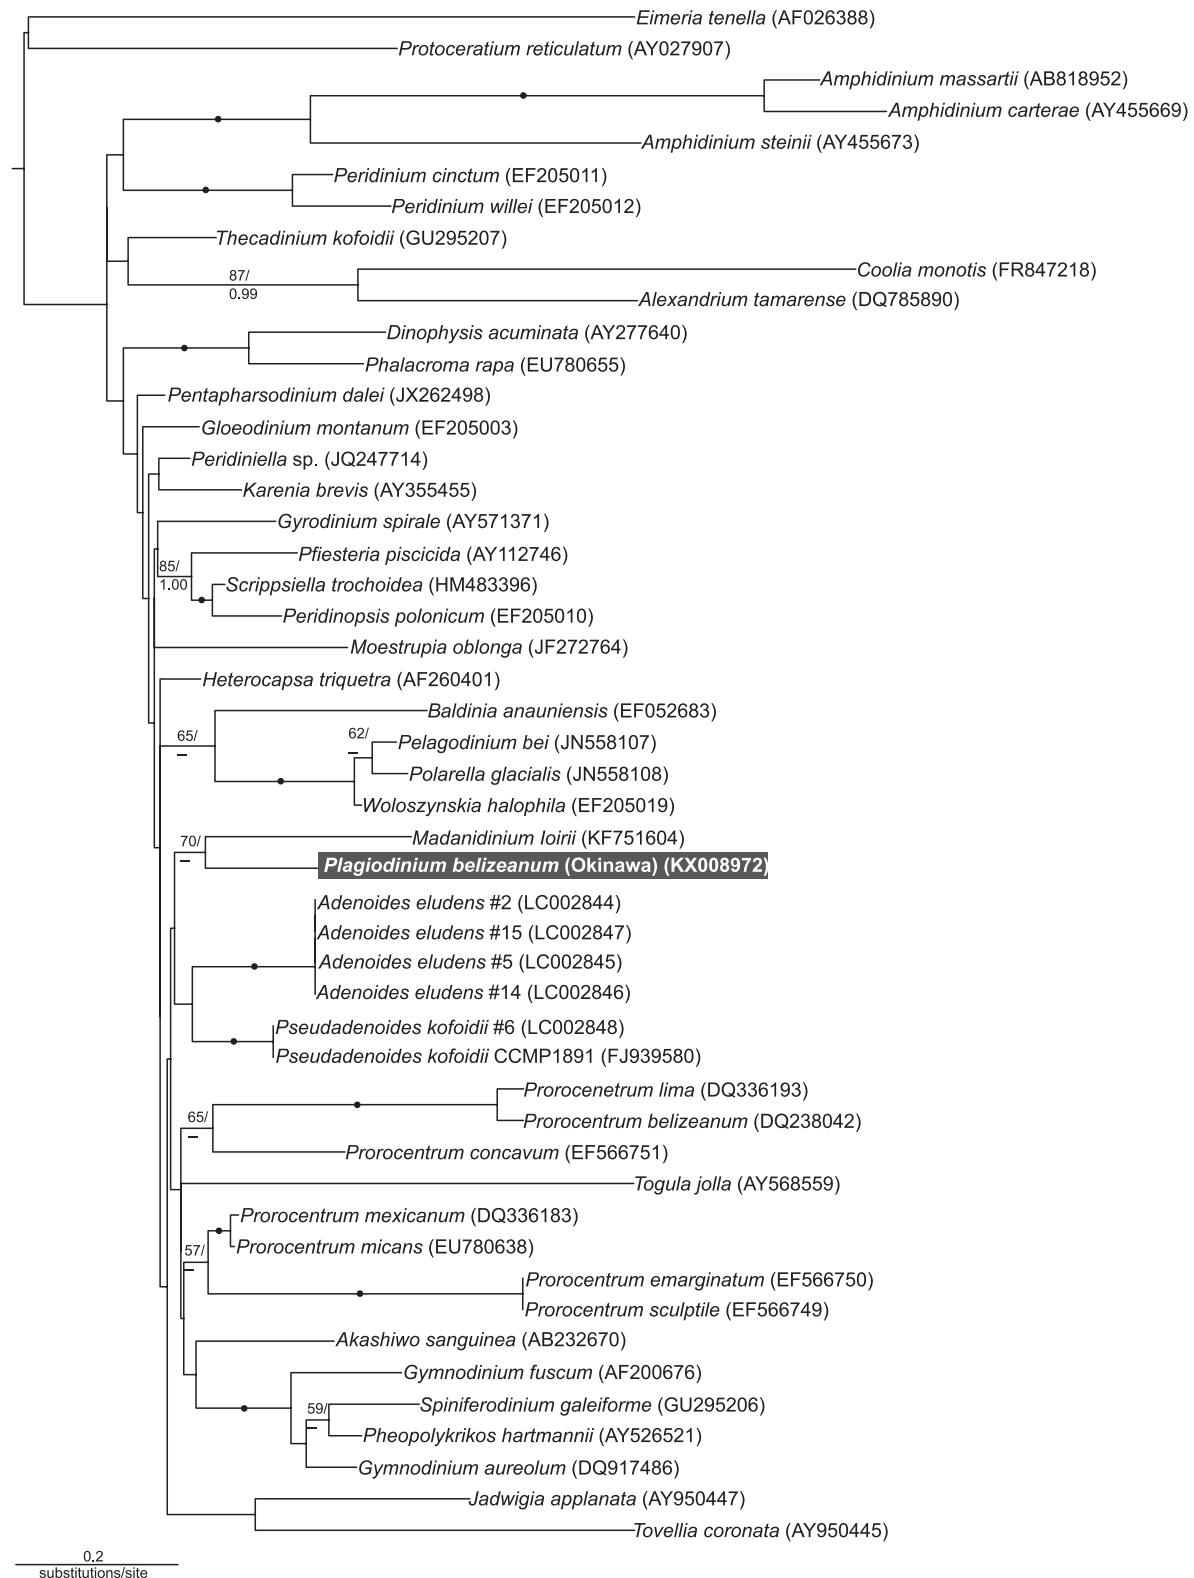 Eimeria tenella (AF026388)
Protoceratium reticulatum (AY027907)
Amphidinium massartii (AB818952)
Amphidinium carterae (AY455669)
Amphidinium steinii (AY455673)
Peridinium cinctum (EF205011)
Peridinium willei (EF205012)
Thecadinium kofoidii (GU295207)
87/
0.99
Coolia monotis (FR847218)
Alexandrium tamarense (DQ785890)
Dinophysis acuminata (AY277640)
Phalacroma rapa (EU780655)
Pentapharsodinium dalei (JX262498)
Gloeodinium montanum (EF205003)
Peridiniella sp. (JQ247714)
Karenia brevis (AY355455)
Gyrodinium spirale (AY571371)
85/
1.00
Pfiesteria piscicida (AY112746)
Scrippsiella trochoidea (HM483396)
Peridinopsis polonicum (EF205010)
Moestrupia oblonga (JF272764)
Heterocapsa triquetra (AF260401)
65/
–
Baldinia anauniensis (EF052683)
62/
–
Pelagodinium bei (JN558107)
Polarella glacialis (JN558108)
Woloszynskia halophila (EF205019)
70/
–
Madanidinium loirii (KF751604)
Plagiodinium belizeanum (Okinawa) (KX008972)
Adenoides eludens #2 (LC002844)
Adenoides eludens #15 (LC002847)
Adenoides eludens #5 (LC002845)
Adenoides eludens #14 (LC002846)
Pseudadenoides kofoidii #6 (LC002848)
Pseudadenoides kofoidii CCMP1891 (FJ939580)
65/
–
Prorocenetrum lima (DQ336193)
Prorocentrum belizeanum (DQ238042)
Prorocentrum concavum (EF566751)
Togula jolla (AY568559)
57/
–
Prorocentrum mexicanum (DQ336183)
Prorocentrum micans (EU780638)
Prorocentrum emarginatum (EF566750)
Prorocentrum sculptile (EF566749)
Akashiwo sanguinea (AB232670)
Gymnodinium fuscum (AF200676)
59/
–
Spiniferodinium galeiforme (GU295206)
Pheopolykrikos hartmannii (AY526521)
Gymnodinium aureolum (DQ917486)
Jadwigia applanata (AY950447)
Tovellia coronata (AY950445)
0.2
substitutions/site